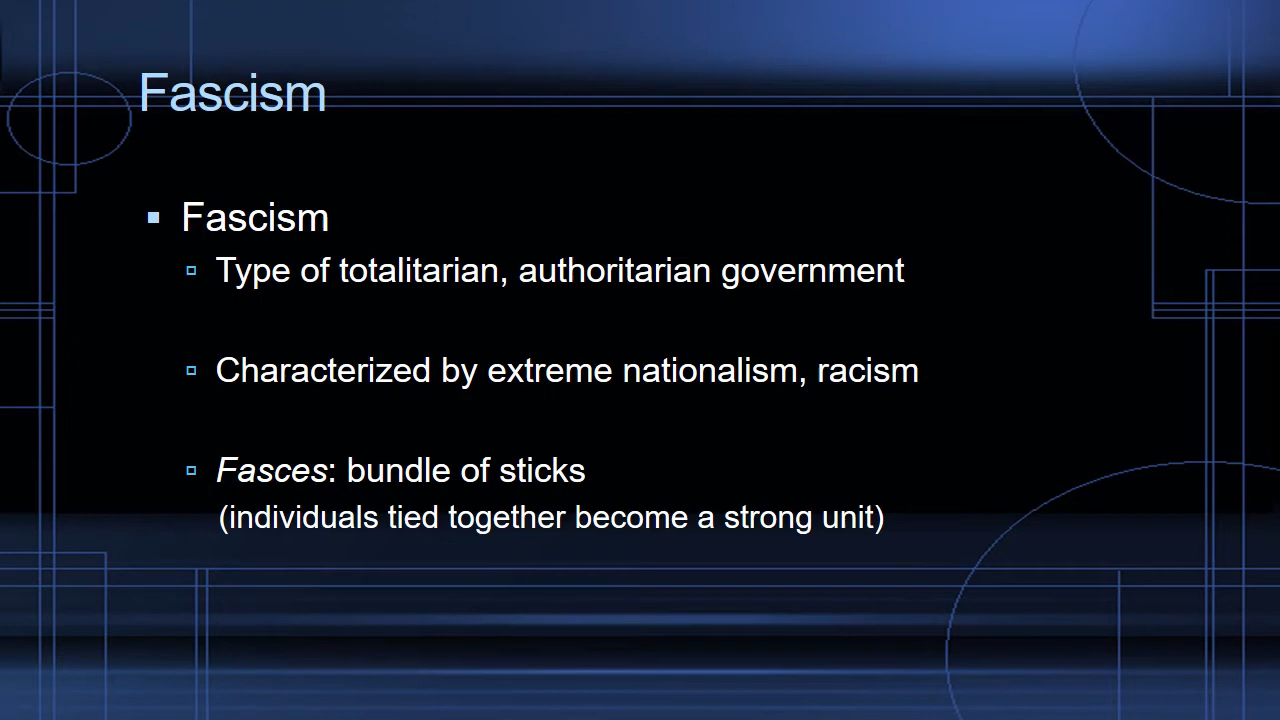 Fascism
Fascism
Type of totalitarian, authoritarian government
Characterized by extreme nationalism, racism
Fasces: bundle of sticks
(individuals tied together become a strong unit)